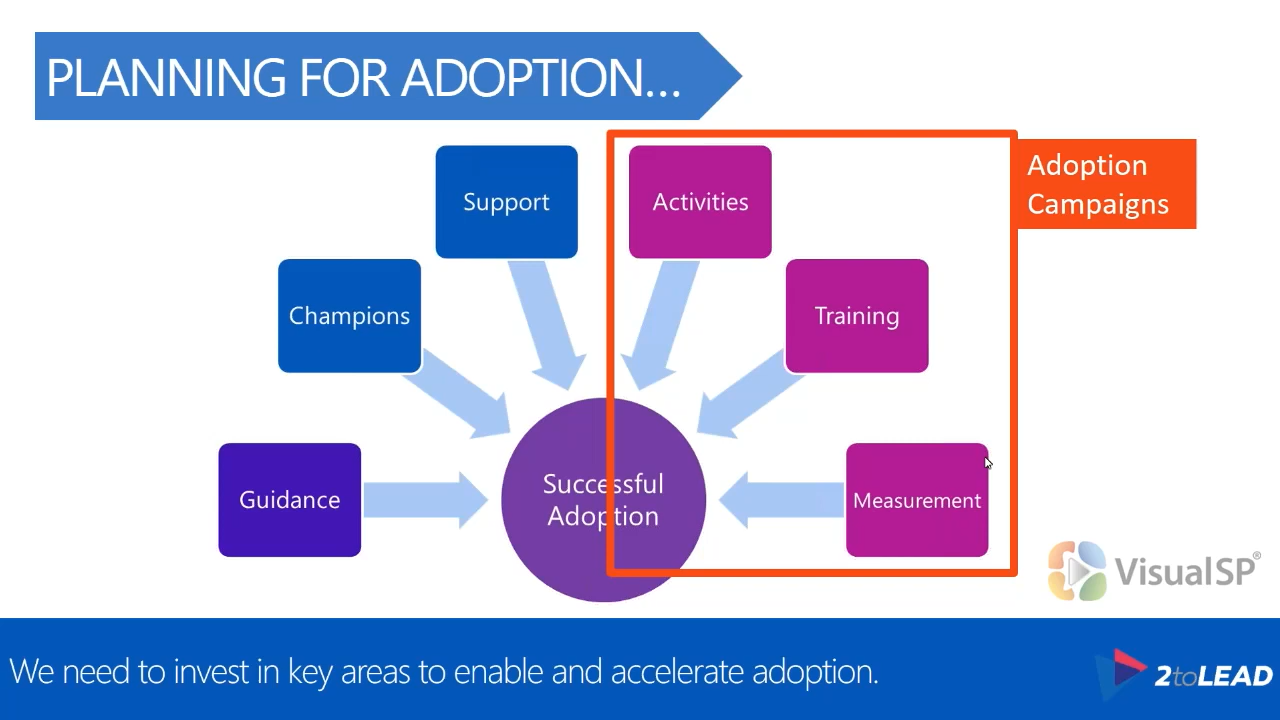 PLANNING FOR ADOPTION...
Support
Activities
Adoption
Campaigns
Champions
Training
Guidance
Successful
Adoption
Measurement
VisualSP®
We need to invest in key areas to enable and accelerate adoption.
2toLEAD